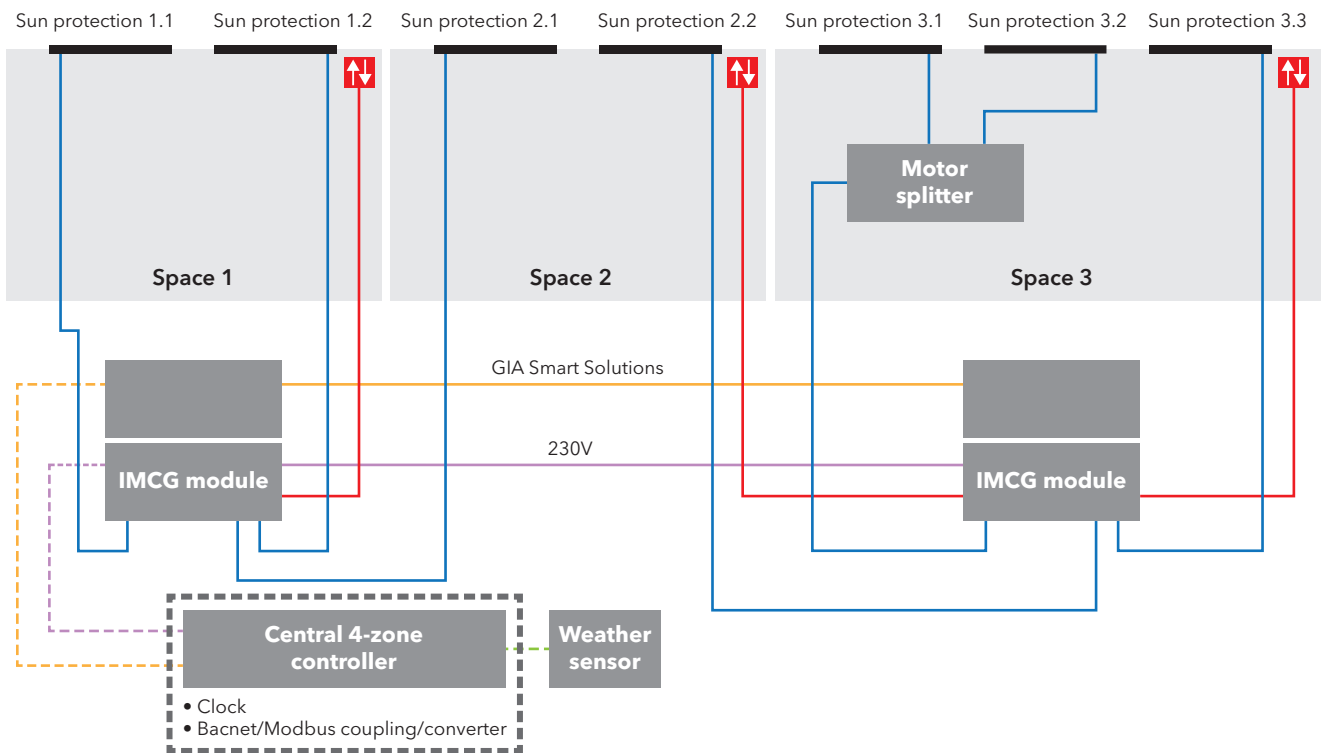 Sun protection 1.1
Sun protection 1.2
Sun protection 2.1
Sun protection 2.2
Sun protection 3.1
Sun protection 3.2
Sun protection 3.3
Motor
splitter
Space 1
Space 2
Space 3
GIA Smart Solutions
230V
IMCG module
IMCG module
Central 4-zone
controller
Weather
sensor
• Clock
• Bacnet/Modbus coupling/converter